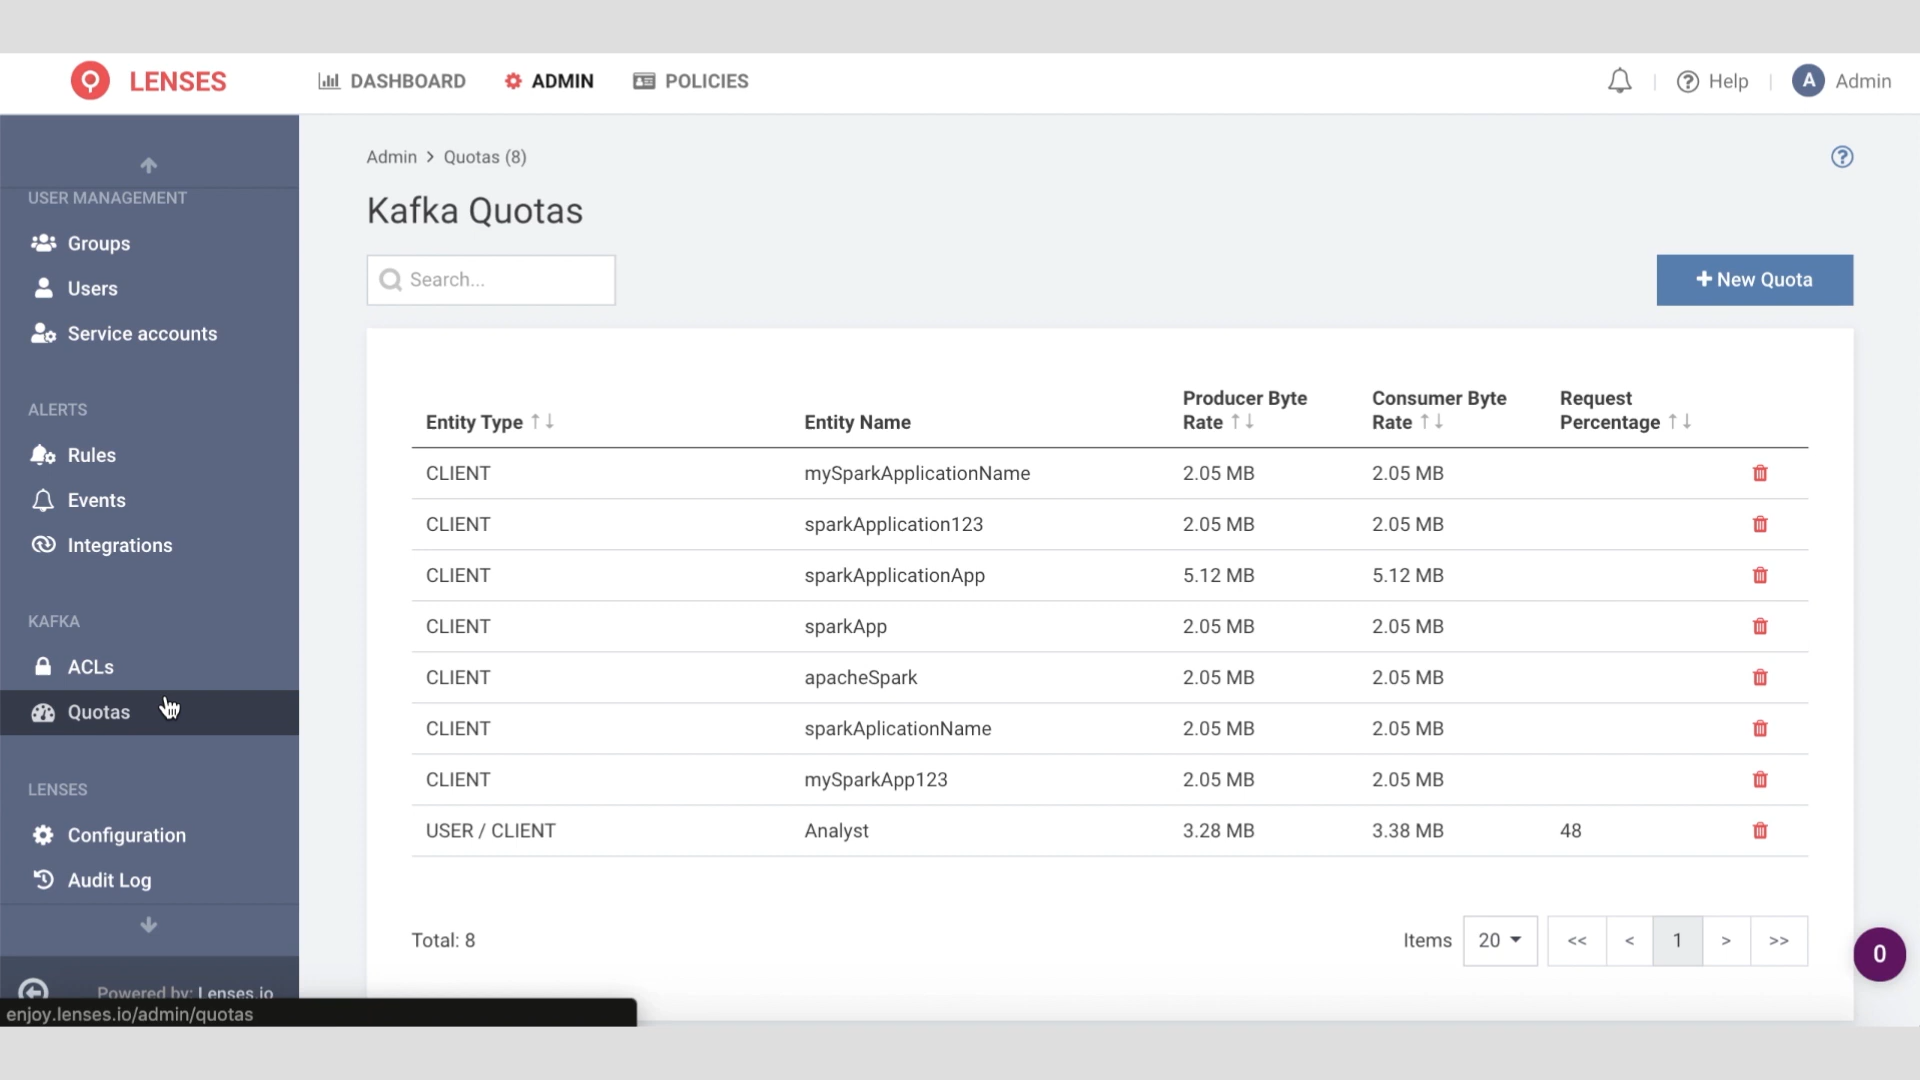 LENSES
DASHBOARD
ADMIN
POLICIES
Help
A
Admin
USER MANAGEMENT
Groups
Users
Service accounts
ALERTS
Rules
Events
Integrations
KAFKA
ACLs
Quotas
LENSES
Configuration
Audit Log
Powered by: Lenses.io
enjoy.lenses.io/admin/quotas
Admin > Quotas (8)
?
Kafka Quotas
Search...
+ New Quota
Entity Type ↑↓ Entity Name Producer Byte Rate ↑↓ Consumer Byte Rate ↑↓ Request Percentage ↑↓
CLIENT mySparkApplicationName 2.05 MB 2.05 MB
CLIENT sparkApplication123 2.05 MB 2.05 MB
CLIENT sparkApplicationApp 5.12 MB 5.12 MB
CLIENT sparkApp 2.05 MB 2.05 MB
CLIENT apacheSpark 2.05 MB 2.05 MB
CLIENT sparkAplicationName 2.05 MB 2.05 MB
CLIENT mySparkApp123 2.05 MB 2.05 MB
USER / CLIENT Analyst 3.28 MB 3.38 MB 48
Total: 8
Items 20 << < 1 > >>
0